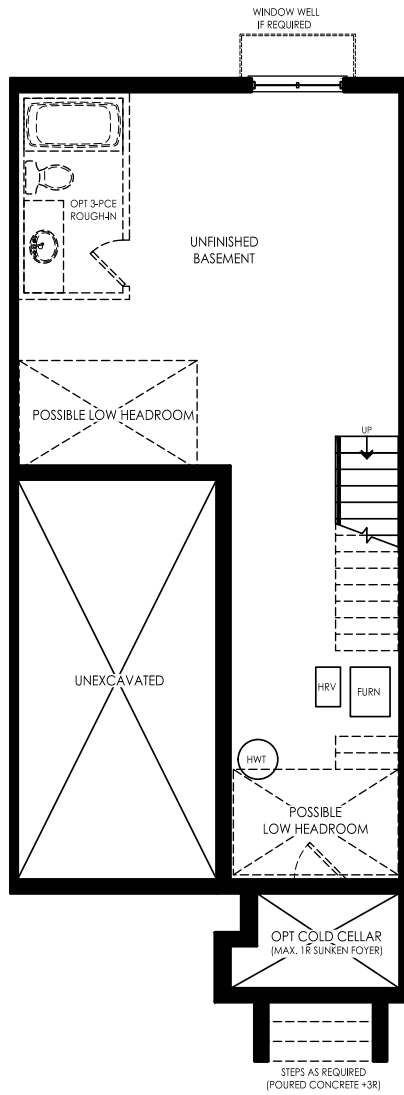 WINDOW WELL
IF REQUIRED
OPT 3-PCE
ROUGH-IN
UNFINISHED
BASEMENT
POSSIBLE LOW HEADROOM
UP
UNEXCAVATED
HRV
FURN
HWT
POSSIBLE
LOW HEADROOM
OPT COLD CELLAR
(MAX. 1R SUNKEN FOYER)
STEPS AS REQUIRED
(POURED CONCRETE +3R)